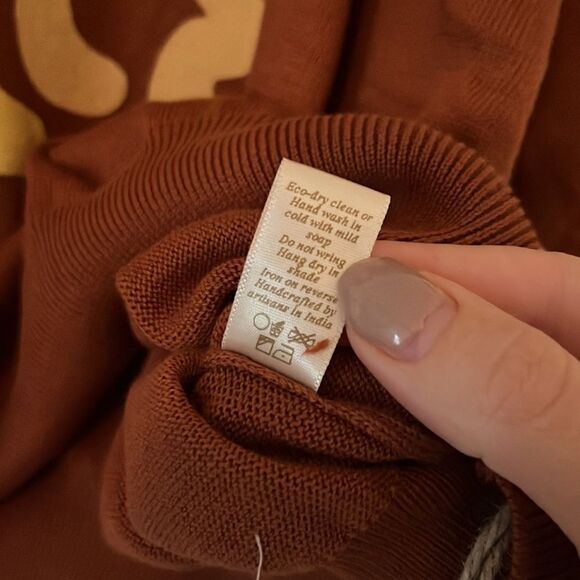 Eco-dry clean or
Hand wash in
cold with mild
soap
Do not wring
Hang dry in
shade
Iron on reverse
Handcrafted by
artisans in India